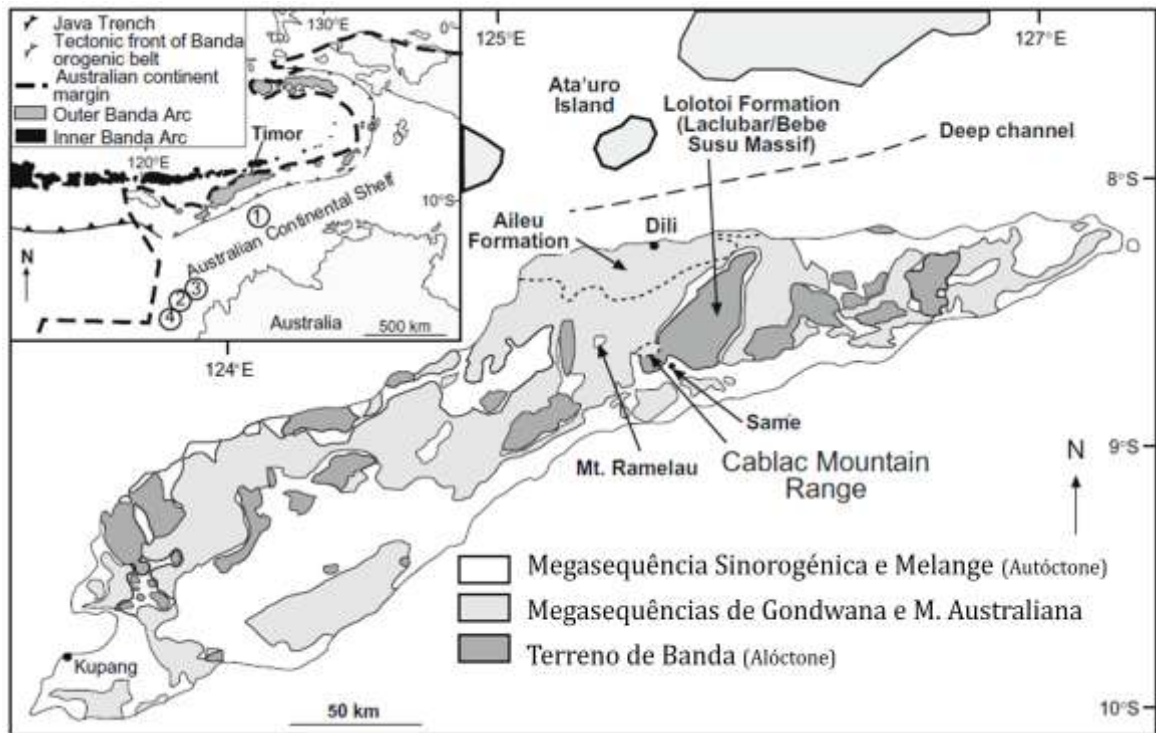 Java Trench
Tectonic front of Banda
orogenic belt
Australian continent
margin
Outer Banda Arc
Inner Banda Arc
130°E
0°
120°E
Timor
10°S
Australian Continental Shelf
1
2
3
4
N
Australia
500 km
125°E
127°E
Ata'uro
Island
Lolotoi Formation
(Laclubar/Bebe
Susu Massif)
Deep channel
8°S
Aileu
Formation
Dili
124°E
Same
Mt. Ramelau
Cablac Mountain
Range
9°S
N
Megasequência Sinorogénica e Melange (Autóctone)
Megasequências de Gondwana e M. Australiana
Terreno de Banda (Alóctone)
Kupang
50 km
10°S